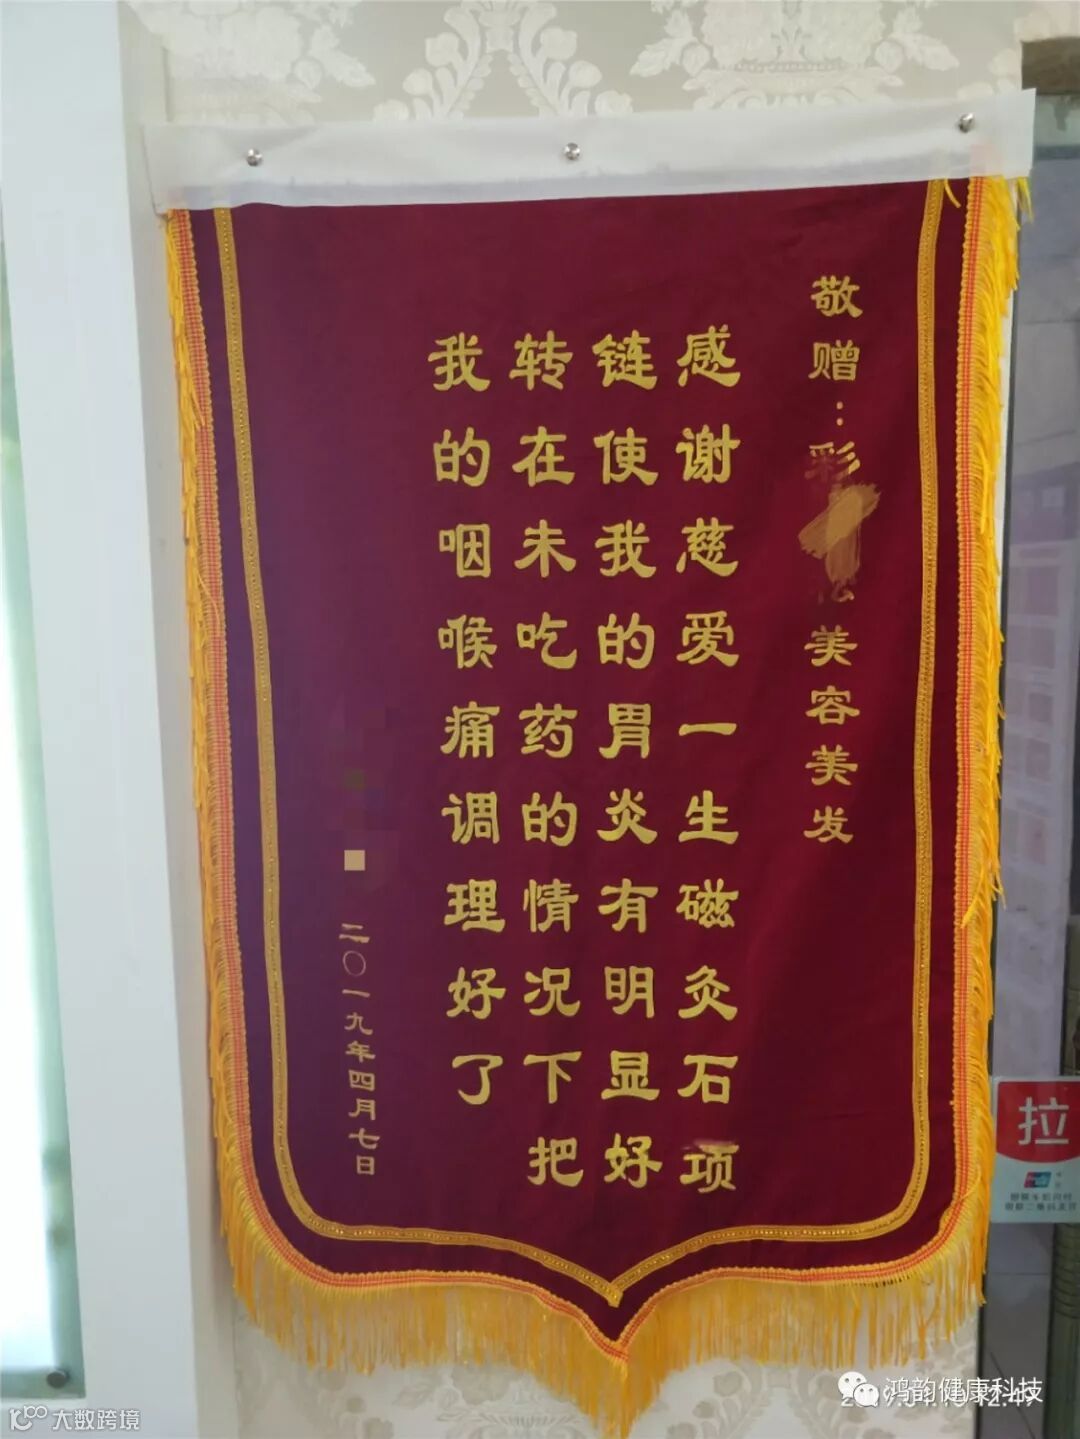 敬赠：彩 美容美发
感谢慈爱一生磁灸石项
链使我的胃炎有明显好
转在未吃药的情况下把
我的咽喉痛调理好了
二〇一九年四月七日
拉
鸿韵健康科技
大数跨境